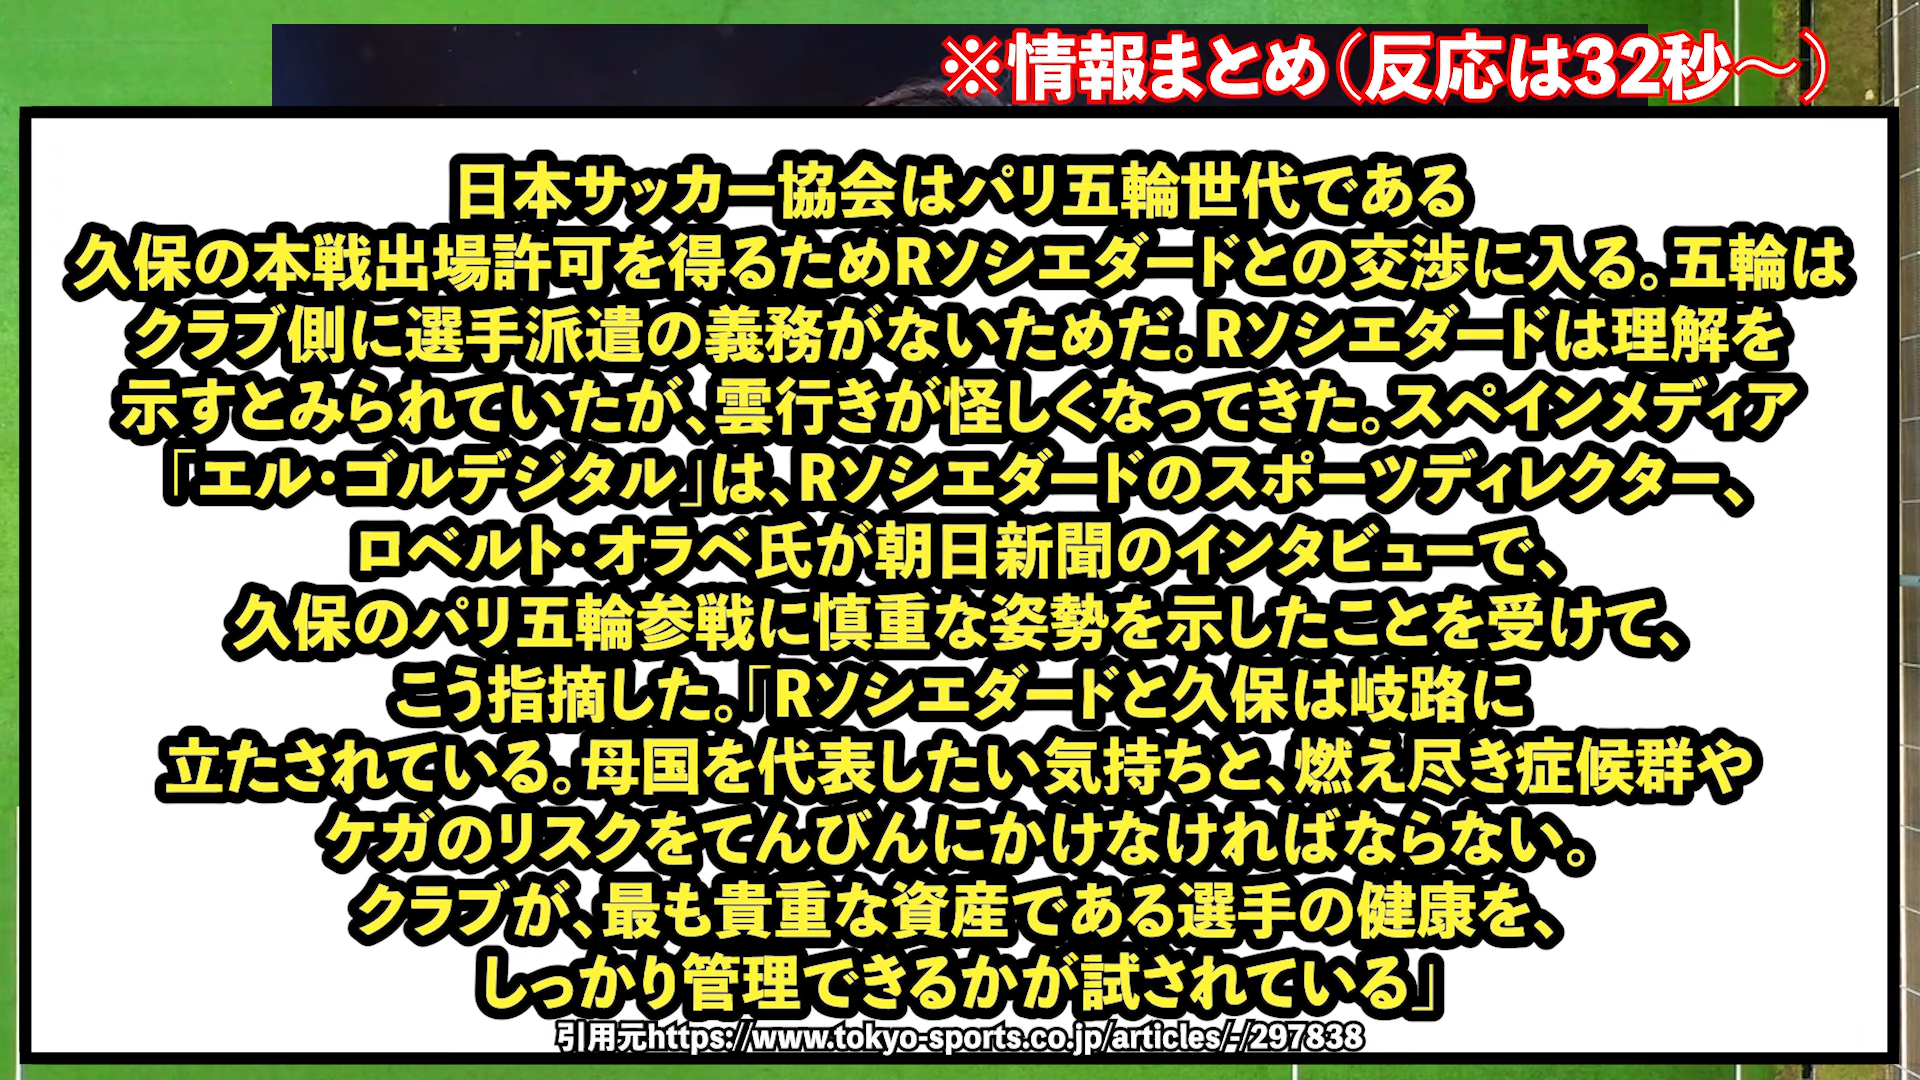 ※情報まとめ（反応は32秒～）
日本サッカー協会はパリ五輪世代である
久保の本戦出場許可を得るためRソシエダードとの交渉に入る。五輪は
クラブ側に選手派遣の義務がないためだ。Rソシエダードは理解を
示すとみられていたが、雲行きが怪しくなってきた。スペインメディア
「エル・ゴルデジタル」は、Rソシエダードのスポーツディレクター、
ロベルト・オラベ氏が朝日新聞のインタビューで、
久保のパリ五輪参戦に慎重な姿勢を示したことを受けて、
こう指摘した。「Rソシエダードと久保は岐路に
立たされている。母国を代表したい気持ちと、燃え尽き症候群や
ケガのリスクをてんびんにかけなければならない。
クラブが、最も貴重な資産である選手の健康を、
しっかり管理できるかが試されている」
引用元https://www.tokyo-sports.co.jp/articles/-/297838